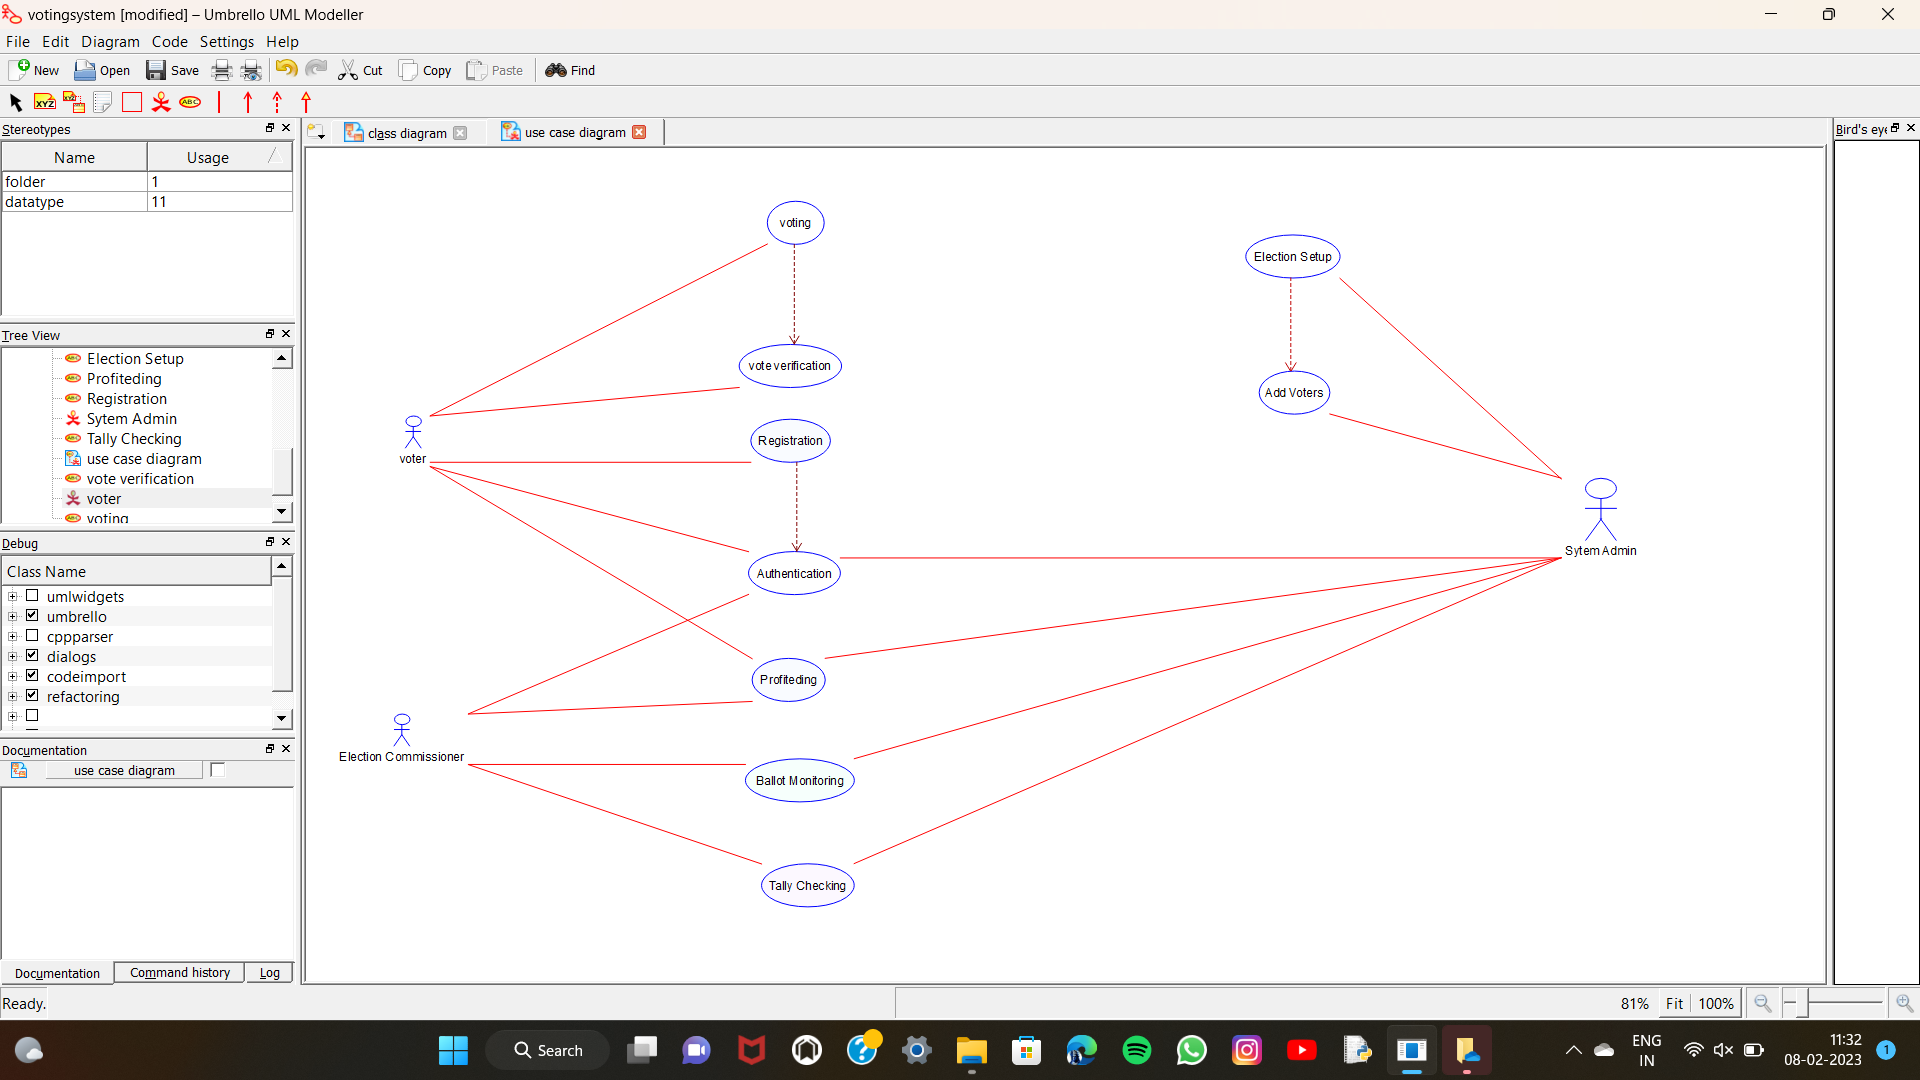 votingsystem [modified] – Umbrello UML Modeller
File Edit Diagram Code Settings Help
New Open Save Cut Copy Paste Find
XYZ XYZ ABC
Stereotypes
Name Usage
folder 1
datatype 11
Tree View
Election Setup
Profiteding
Registration
Sytem Admin
Tally Checking
use case diagram
vote verification
voter
voting
Debug
Class Name
umlwidgets
umbrello
cppparser
dialogs
codeimport
refactoring
Documentation
use case diagram
Documentation Command history Log
class diagram use case diagram
voting
Election Setup
vote verification
Add Voters
voter
Registration
Sytem Admin
Authentication
Profiteding
Election Commissioner
Ballot Monitoring
Tally Checking
Bird's eye
Ready.
81% Fit 100%
Search
ENG
IN
11:32
08-02-2023
1